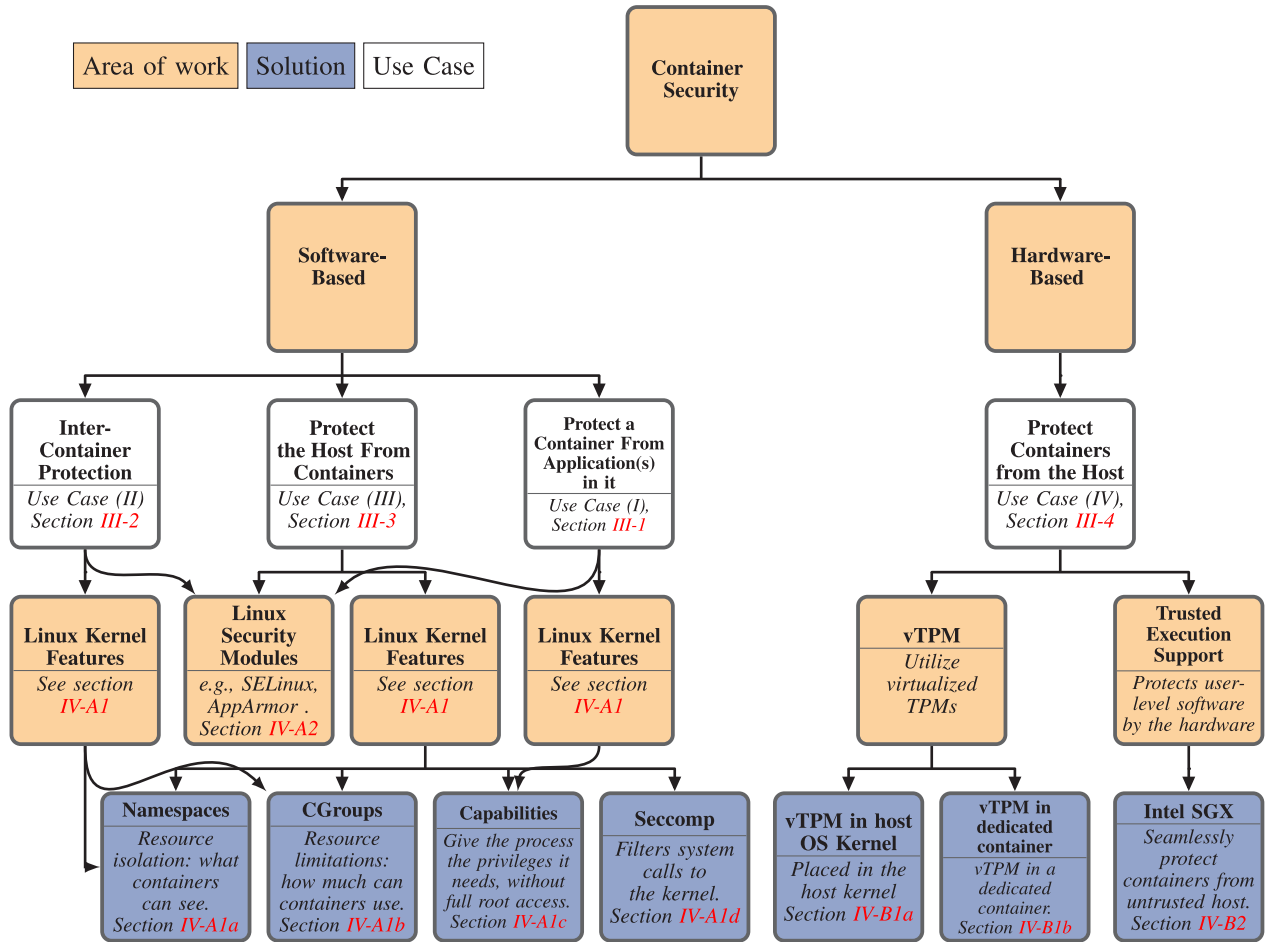 Area of work
Solution
Use Case
Container
Security
Software-
Based
Hardware-
Based
Inter-
Container
Protection
Use Case (II)
Section III-2
Protect
the Host From
Containers
Use Case (III),
Section III-3
Protect a
Container From
Application(s)
in it
Use Case (I),
Section III-1
Protect
Containers
from the Host
Use Case (IV),
Section III-4
Linux Kernel
Features
See section
IV-A1
Linux
Security
Modules
e.g., SELinux,
AppArmor .
Section IV-A2
Linux Kernel
Features
See section
IV-A1
Linux Kernel
Features
See section
IV-A1
vTPM
Utilize
virtualized
TPMs
Trusted
Execution
Support
Protects user-
level software
by the hardware
Namespaces
Resource
isolation: what
containers
can see.
Section IV-A1a
CGroups
Resource
limitations:
how much can
containers use.
Section IV-A1b
Capabilities
Give the process
the privileges it
needs, without
full root access.
Section IV-A1c
Seccomp
Filters system
calls to
the kernel.
Section IV-A1d
vTPM in host
OS Kernel
Placed in the
host kernel
Section IV-B1a
vTPM in
dedicated
container
vTPM in a
dedicated
container.
Section IV-B1b
Intel SGX
Seamlessly
protect
containers from
untrusted host.
Section IV-B2